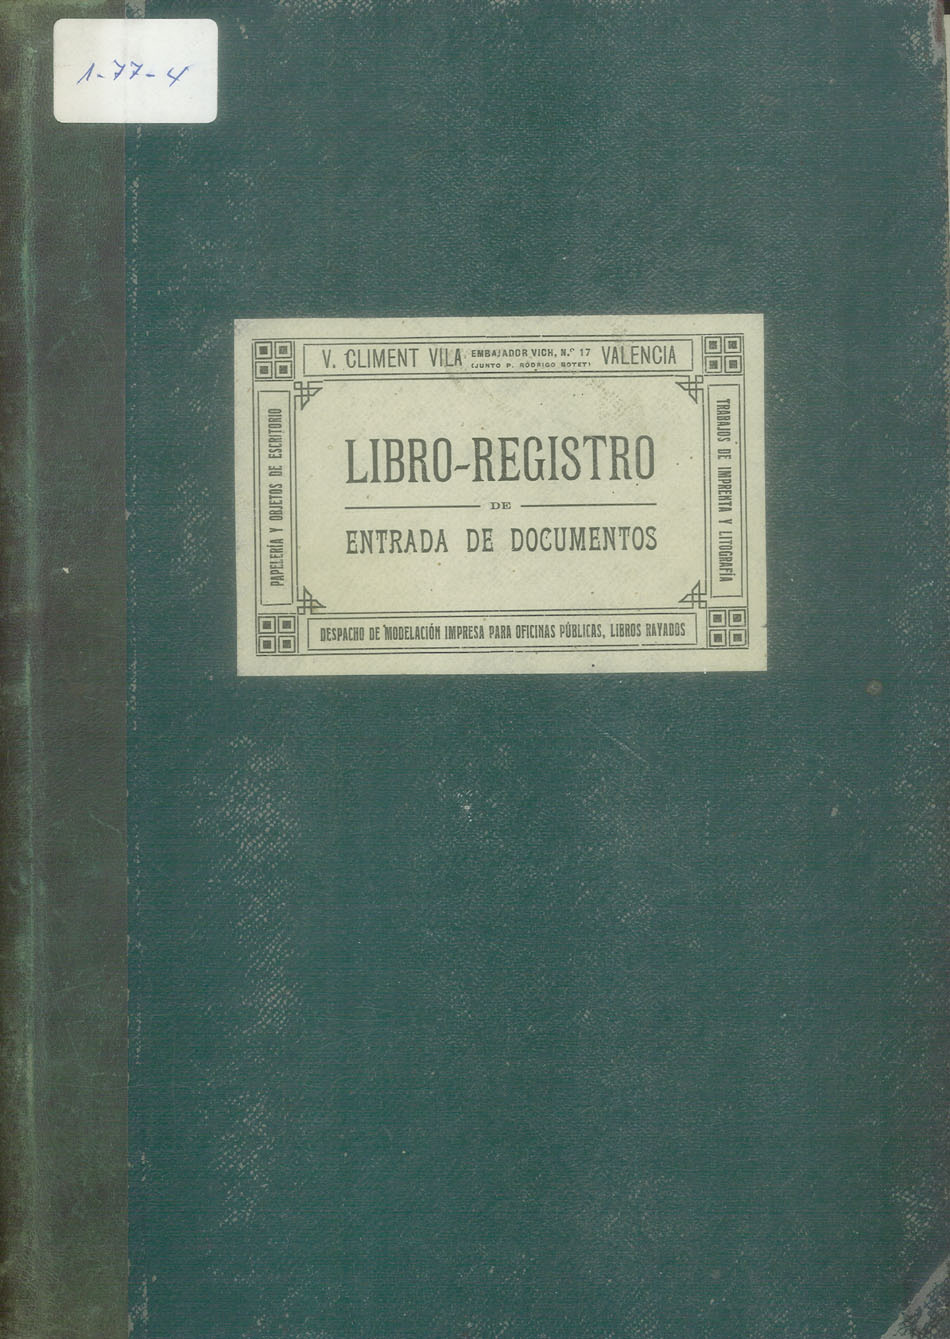 1-77-4
V. CLIMENT VILA EMBAJADOR VICH, N.º 17 VALENCIA
(JUNTO P. RODRIGO BOTET)
PAPELERÍA Y OBJETOS DE ESCRITORIO
LIBRO-REGISTRO
DE
ENTRADA DE DOCUMENTOS
TRABAJOS DE IMPRENTA Y LITOGRAFÍA
DESPACHO DE MODELACIÓN IMPRESA PARA OFICINAS PÚBLICAS, LIBROS RAYADOS